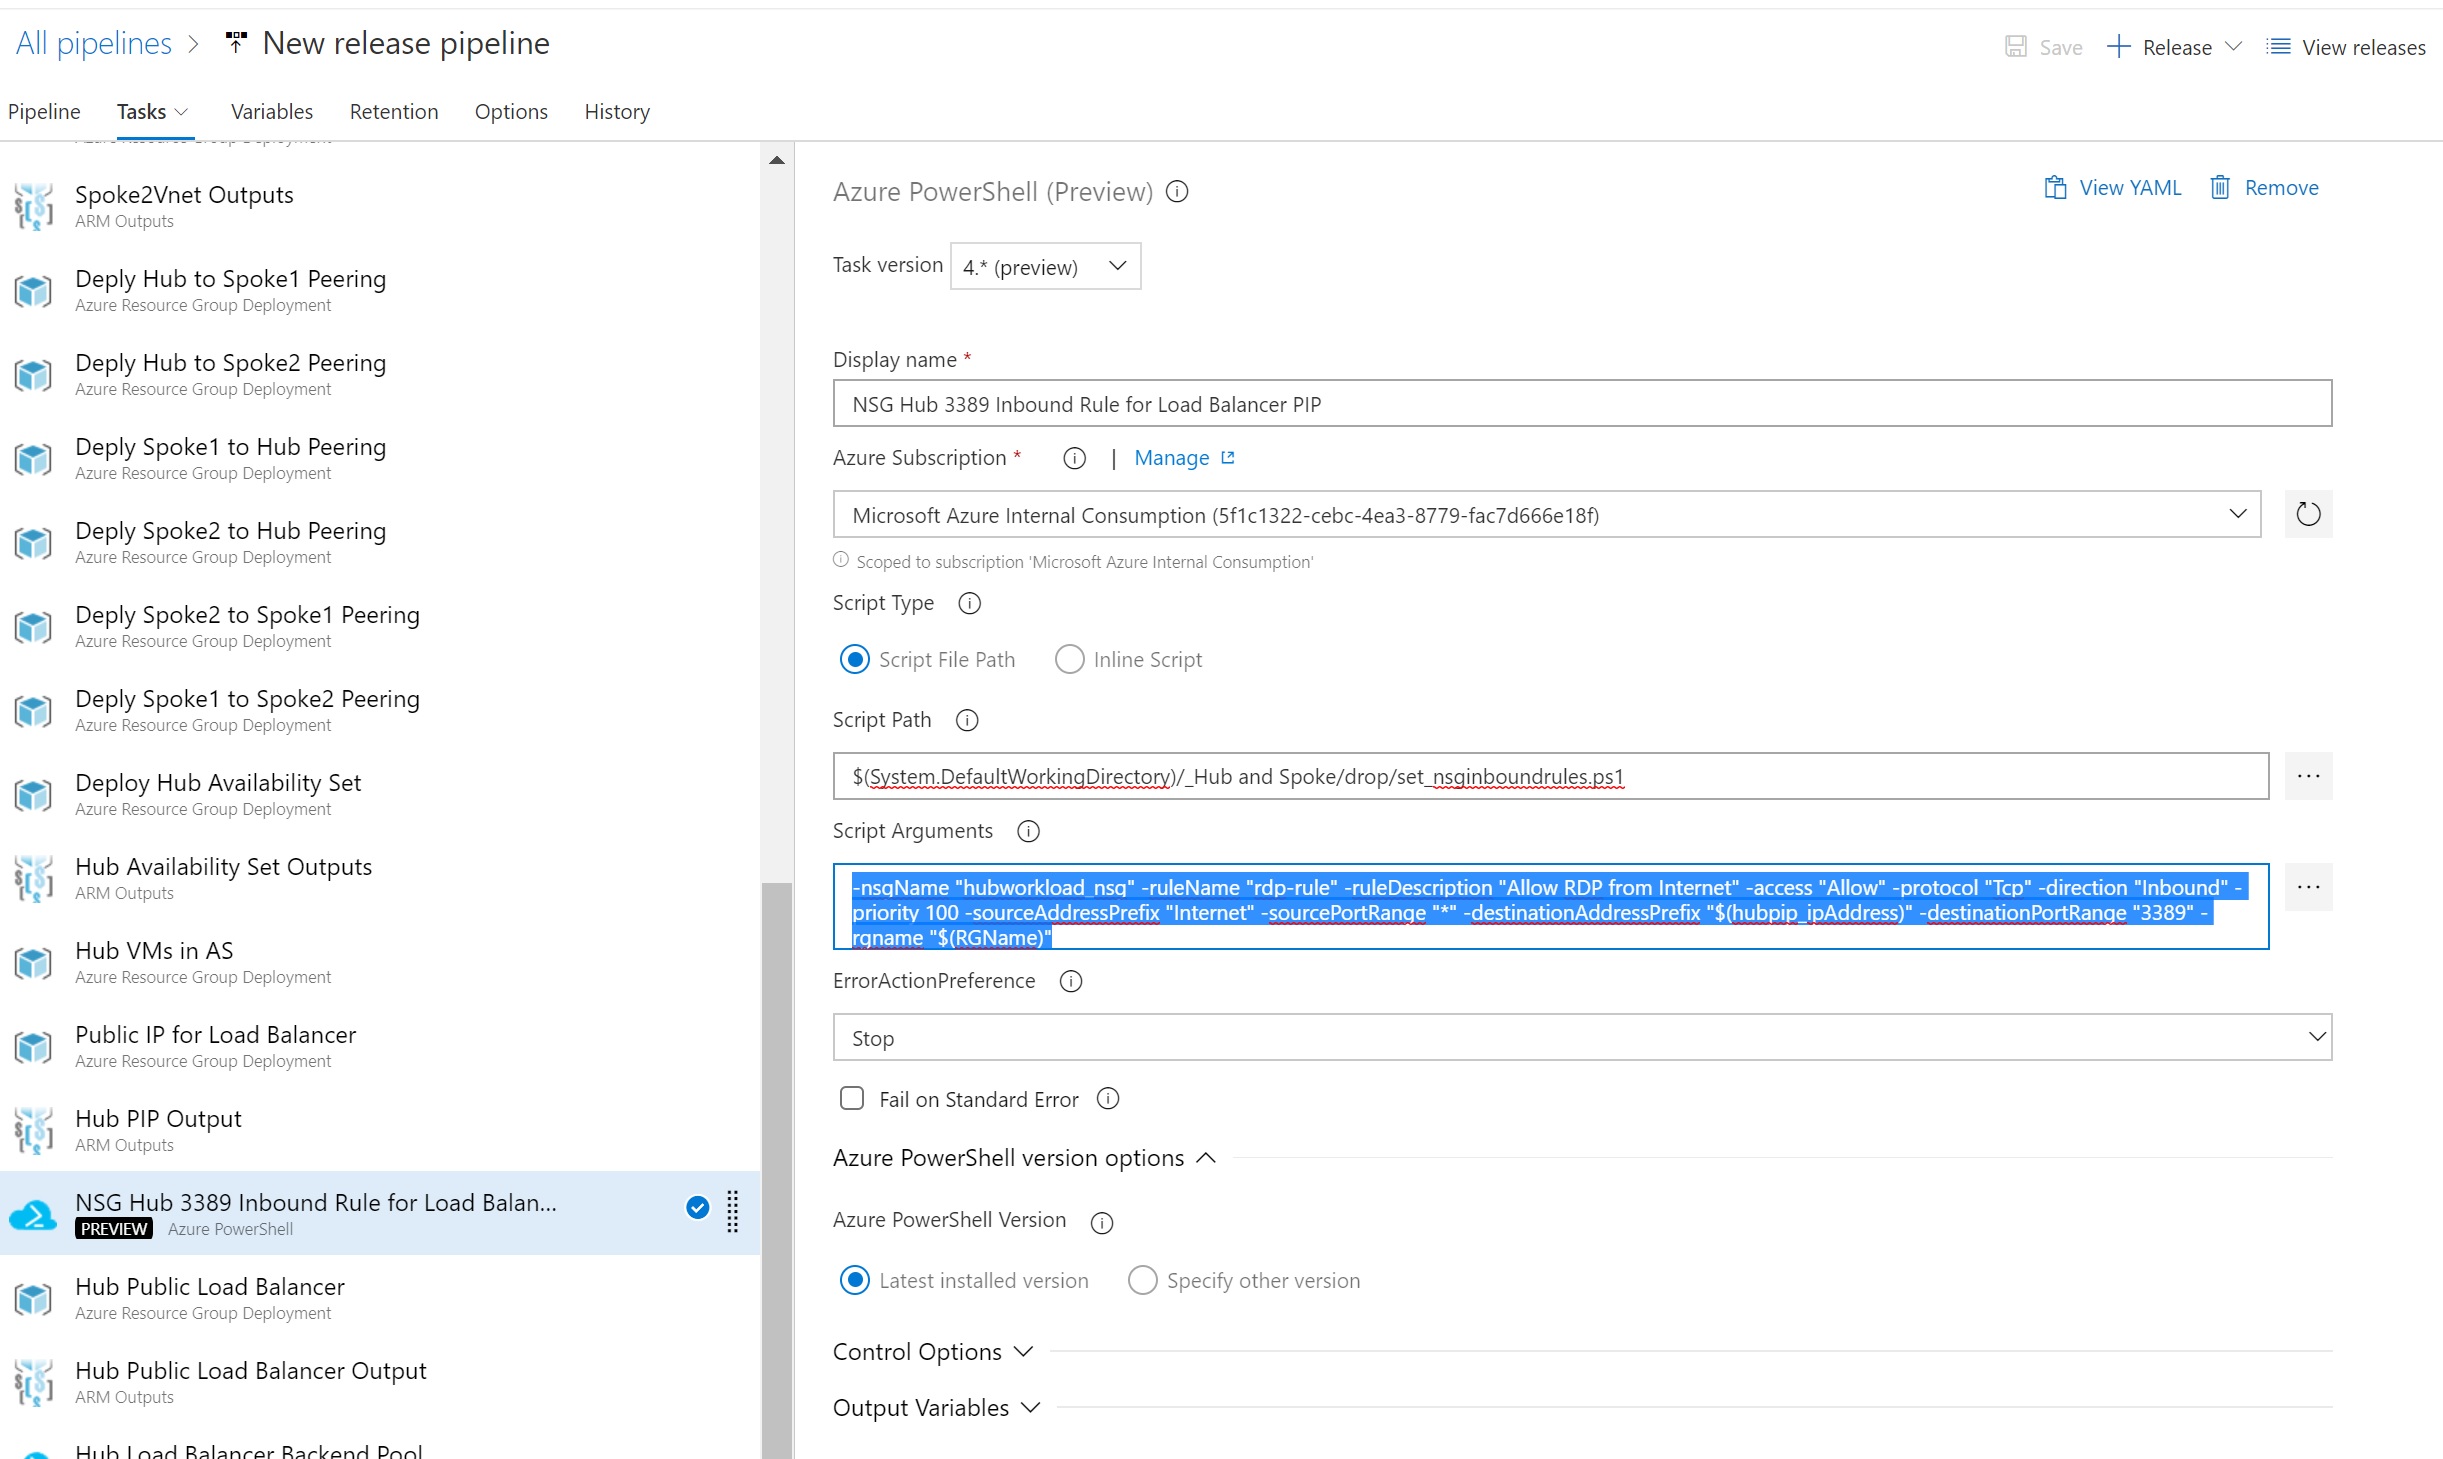 All pipelines > New release pipeline
Save
Release
View releases
Pipeline
Tasks
Variables
Retention
Options
History
Spoke2Vnet Outputs
ARM Outputs
Deply Hub to Spoke1 Peering
Azure Resource Group Deployment
Deply Hub to Spoke2 Peering
Azure Resource Group Deployment
Deply Spoke1 to Hub Peering
Azure Resource Group Deployment
Deply Spoke2 to Hub Peering
Azure Resource Group Deployment
Deply Spoke2 to Spoke1 Peering
Azure Resource Group Deployment
Deply Spoke1 to Spoke2 Peering
Azure Resource Group Deployment
Deploy Hub Availability Set
Azure Resource Group Deployment
Hub Availability Set Outputs
ARM Outputs
Hub VMs in AS
Azure Resource Group Deployment
Public IP for Load Balancer
Azure Resource Group Deployment
Hub PIP Output
ARM Outputs
NSG Hub 3389 Inbound Rule for Load Balan...
PREVIEW Azure PowerShell
Hub Public Load Balancer
Azure Resource Group Deployment
Hub Public Load Balancer Output
ARM Outputs
Hub Load Balancer Backend Pool
Azure PowerShell (Preview)
View YAML
Remove
Task version 4.* (preview)
Display name *
NSG Hub 3389 Inbound Rule for Load Balancer PIP
Azure Subscription * | Manage
Microsoft Azure Internal Consumption (5f1c1322-cebc-4ea3-8779-fac7d666e18f)
Scoped to subscription 'Microsoft Azure Internal Consumption'
Script Type
Script File Path
Inline Script
Script Path
$(System.DefaultWorkingDirectory)/_Hub and Spoke/drop/set_nsginboundrules.ps1
Script Arguments
-nsgName "hubworkload_nsg" -ruleName "rdp-rule" -ruleDescription "Allow RDP from Internet" -access "Allow" -protocol "Tcp" -direction "Inbound" -
priority 100 -sourceAddressPrefix "Internet" -sourcePortRange "*" -destinationAddressPrefix "$(hubpip_ipAddress)" -destinationPortRange "3389" -
rgname "$(RGName)"
ErrorActionPreference
Stop
Fail on Standard Error
Azure PowerShell version options
Azure PowerShell Version
Latest installed version
Specify other version
Control Options
Output Variables